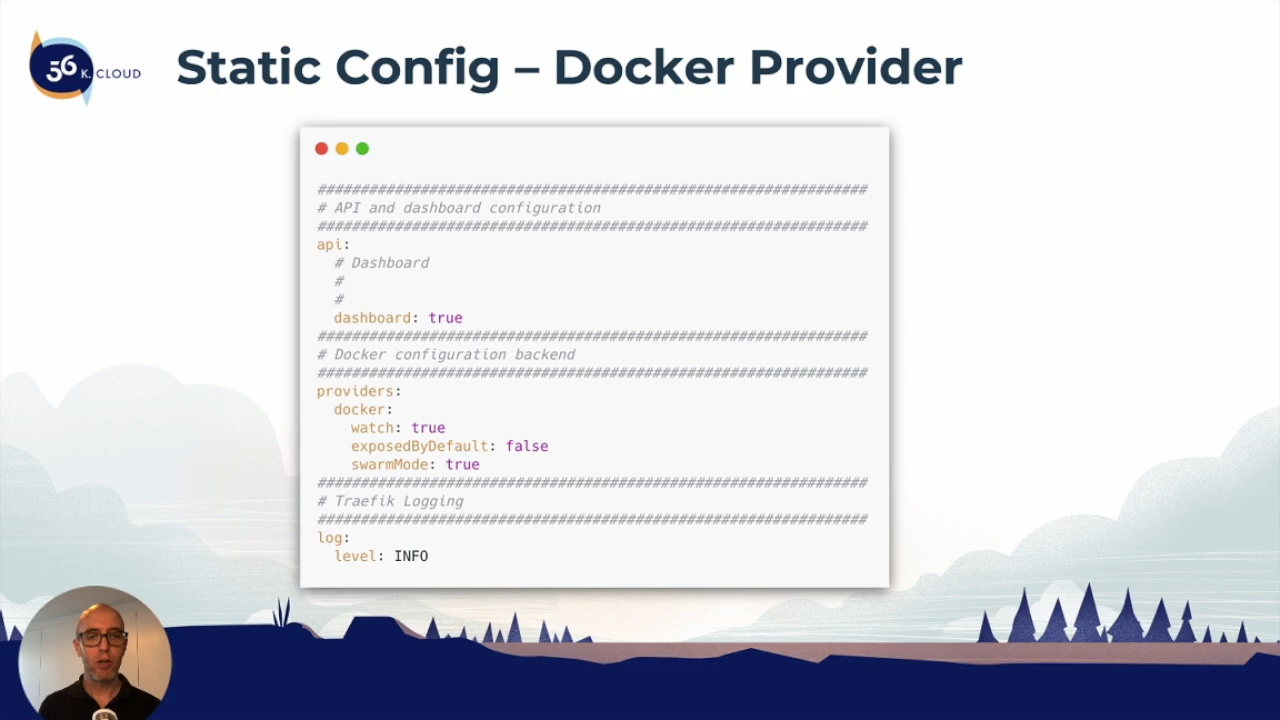 56 K. CLOUD
Static Config – Docker Provider
################################################################
# API and dashboard configuration
################################################################
api:
  # Dashboard
  #
  #
  dashboard: true
################################################################
# Docker configuration backend
################################################################
providers:
  docker:
    watch: true
    exposedByDefault: false
    swarmMode: true
################################################################
# Traefik Logging
################################################################
log:
  level: INFO